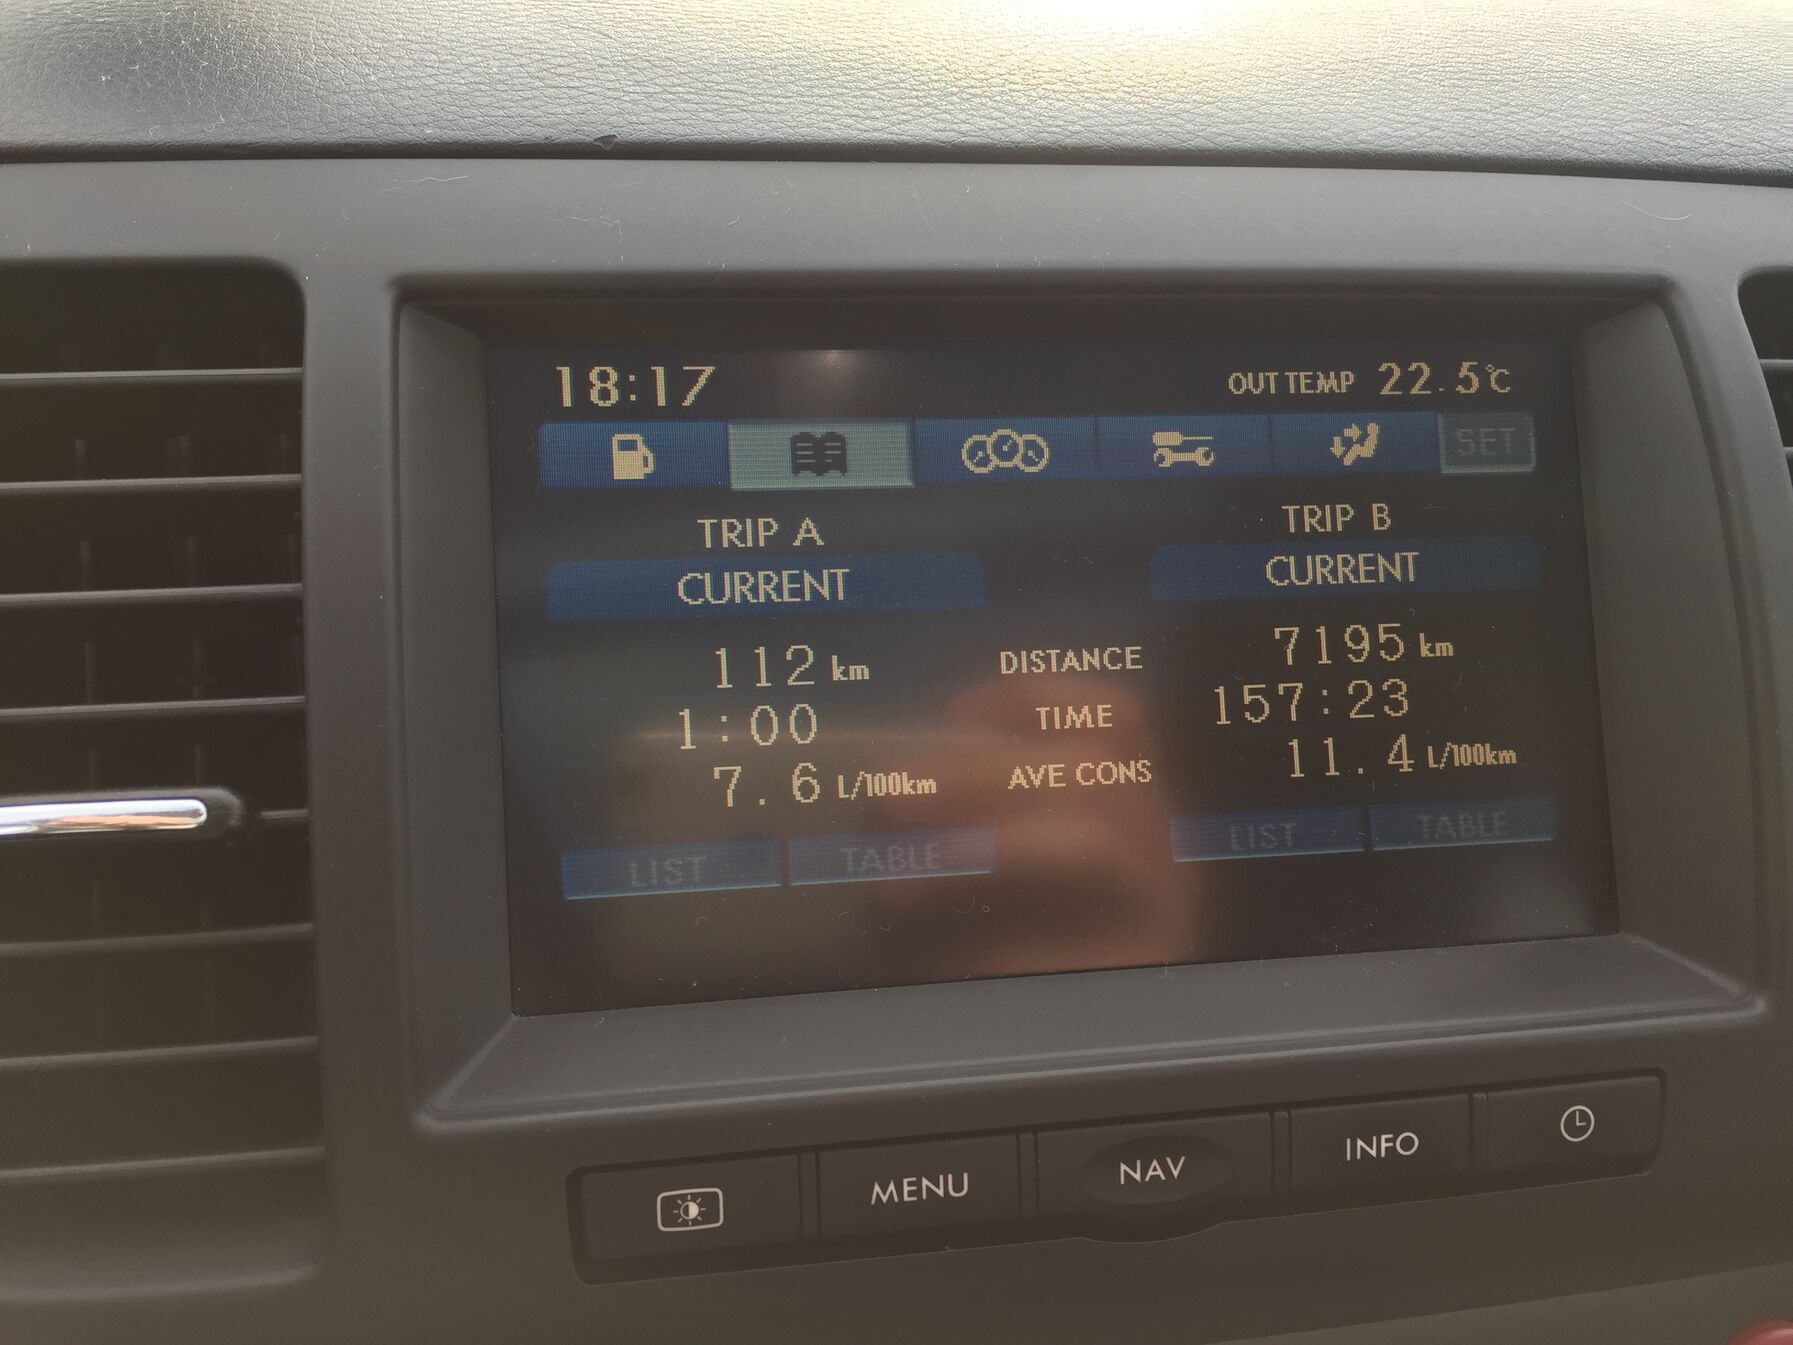 18:17 OUT TEMP 22.5℃
SET
TRIP A TRIP B
CURRENT CURRENT
112 km DISTANCE 7195 km
1:00 TIME 157:23
7.6 L/100km AVE CONS 11.4 L/100km
LIST TABLE LIST TABLE
MENU NAV INFO